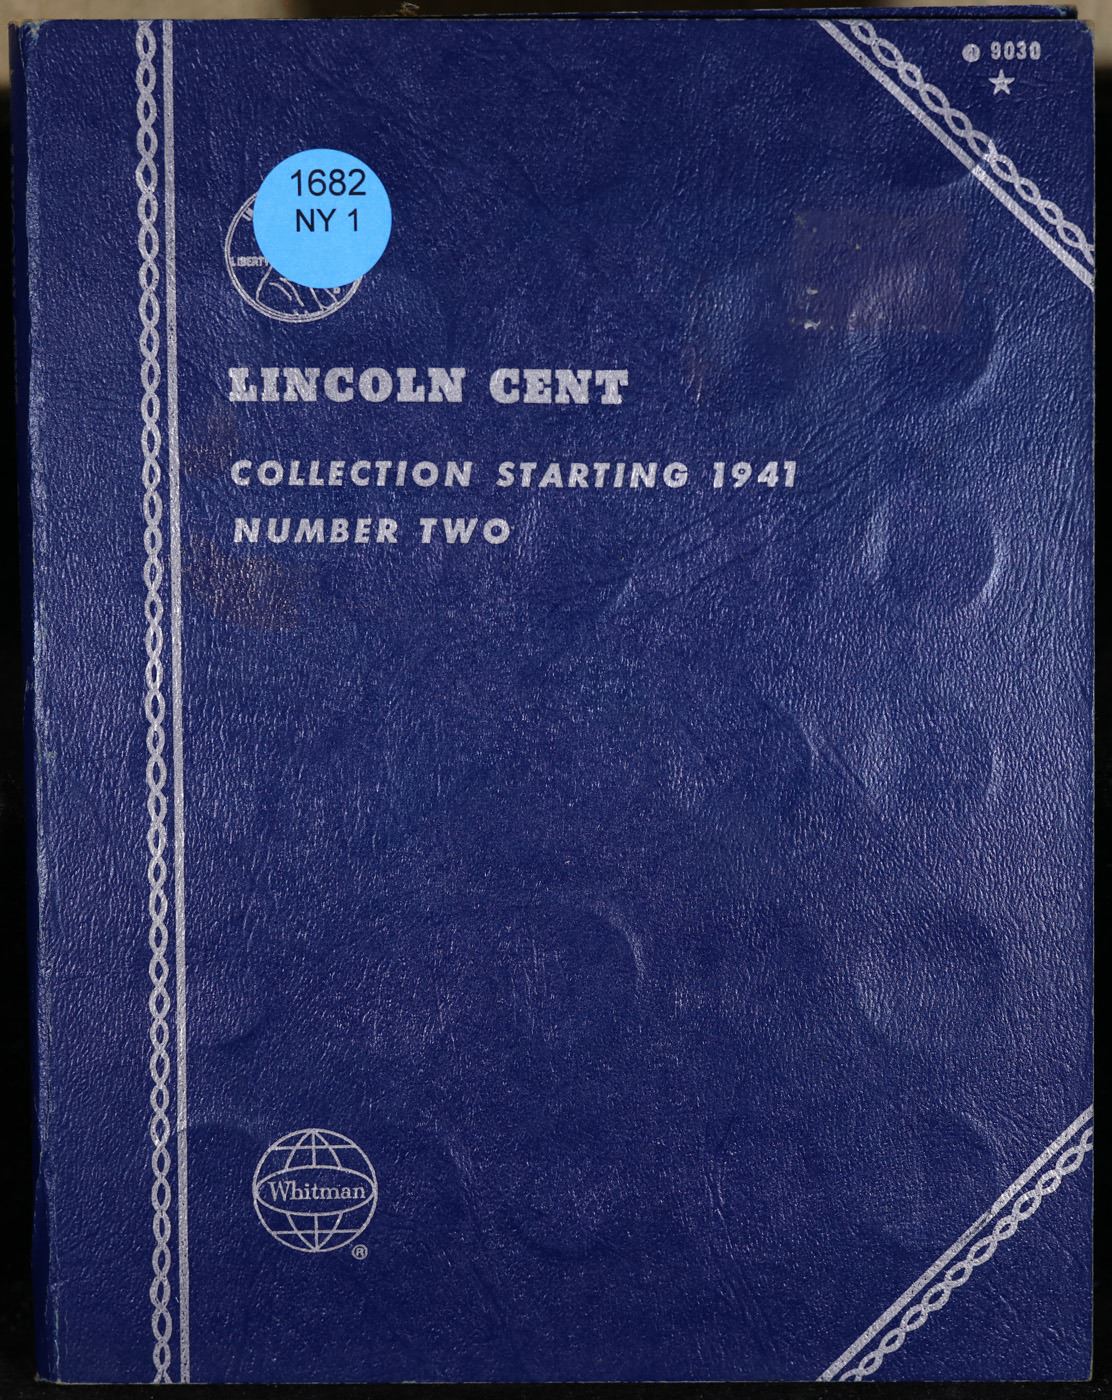 9030
1682
NY 1
LIBERTY
LINCOLN CENT
COLLECTION STARTING 1941
NUMBER TWO
Whitman
®